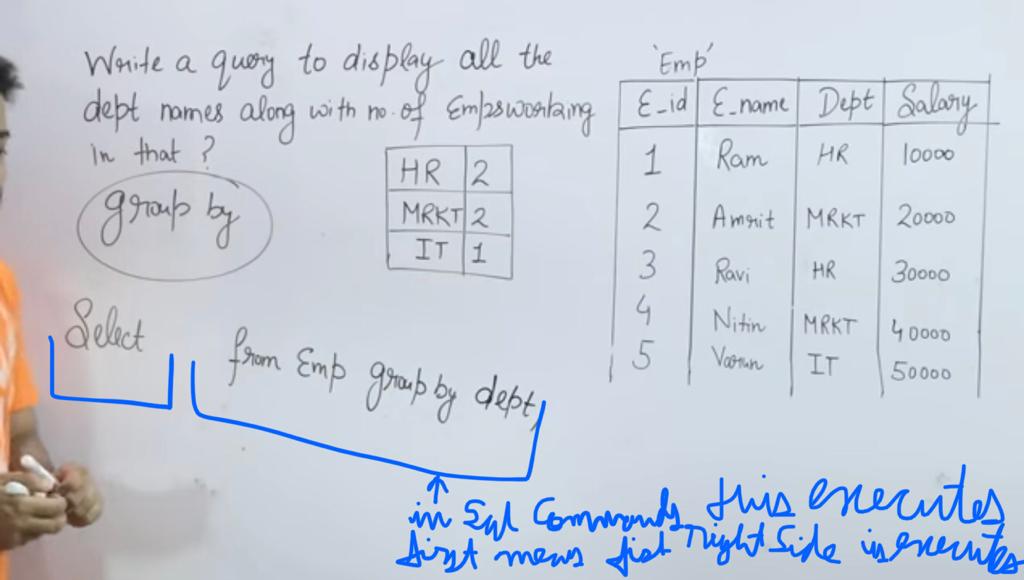 Write a query to display all the
dept names along with no. of Emps working
in that ?
group by
HR 2
MRKT 2
IT 1
Select
from Emp group by dept,
'Emp'
E_id E_name Dept Salary
1 Ram HR 10000
2 Amrit MRKT 20000
3 Ravi HR 30000
4 Nitin MRKT 40000
5 Varun IT 50000
in Sql Commands this executes
first means fist right side is executes